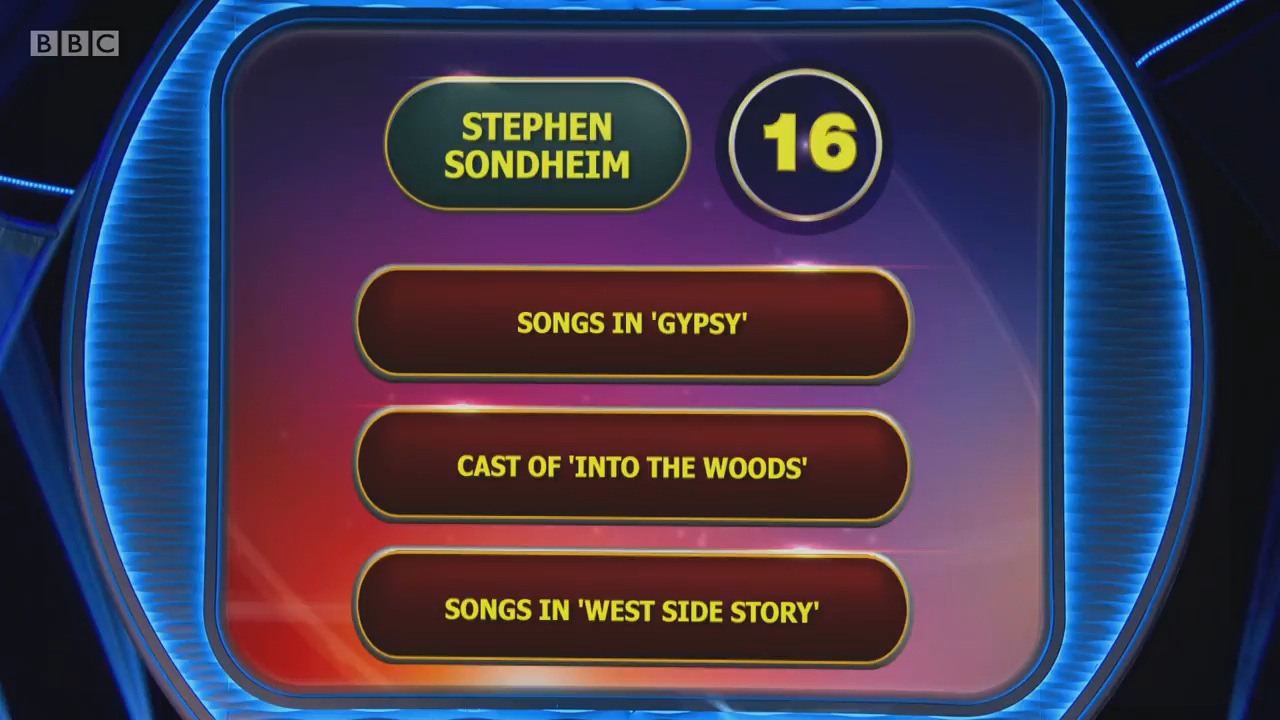 BBC
STEPHEN
SONDHEIM
16
SONGS IN 'GYPSY'
CAST OF 'INTO THE WOODS'
SONGS IN 'WEST SIDE STORY'